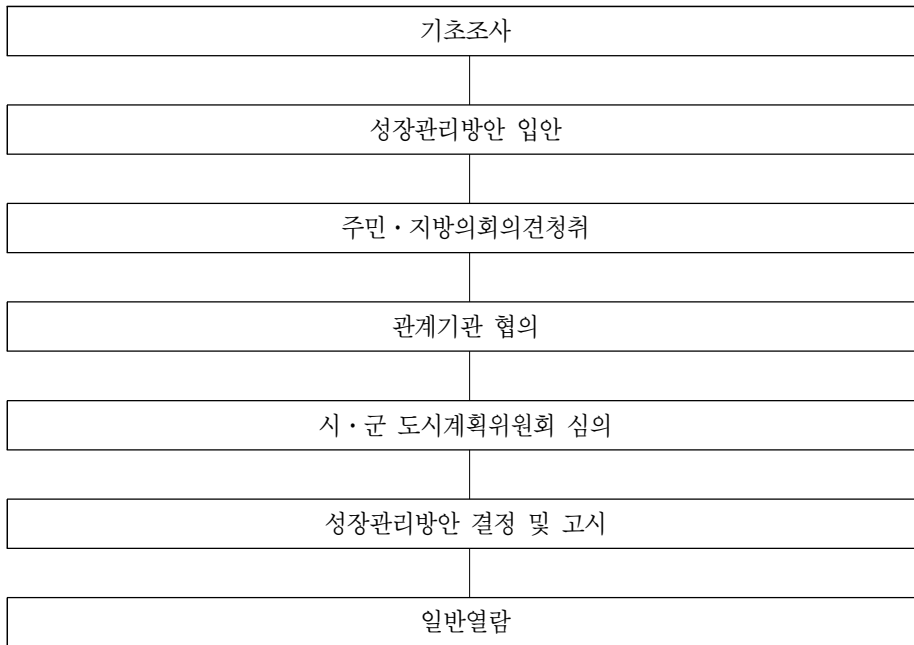 기초조사
성장관리방안 입안
주민・지방의회의견청취
관계기관 협의
시・군 도시계획위원회 심의
성장관리방안 결정 및 고시
일반열람